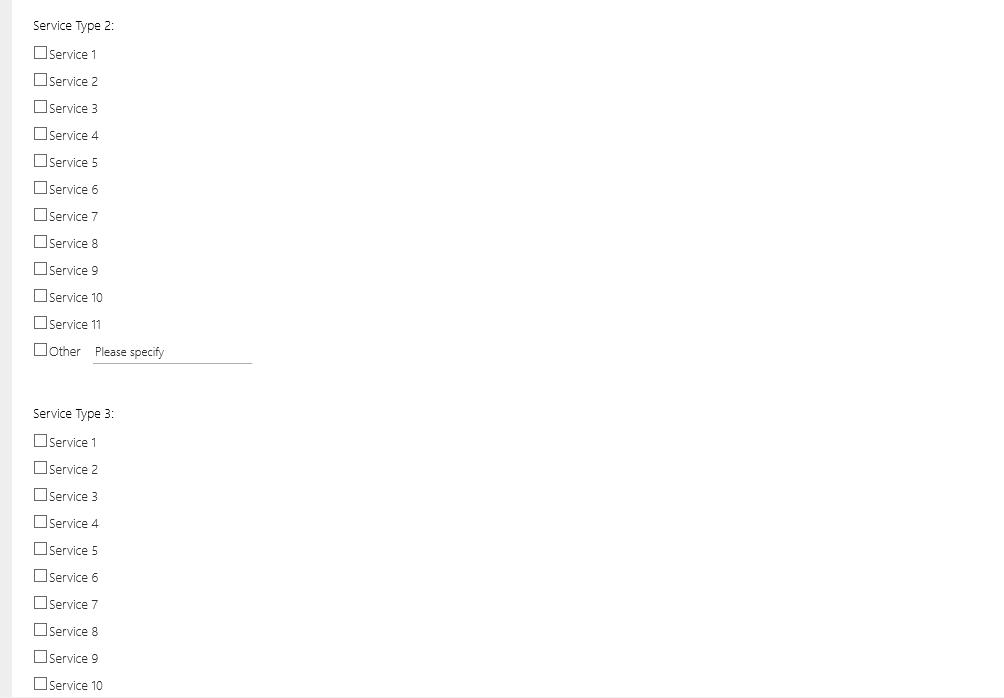 Service Type 2:
Service 1
Service 2
Service 3
Service 4
Service 5
Service 6
Service 7
Service 8
Service 9
Service 10
Service 11
Other Please specify
Service Type 3:
Service 1
Service 2
Service 3
Service 4
Service 5
Service 6
Service 7
Service 8
Service 9
Service 10